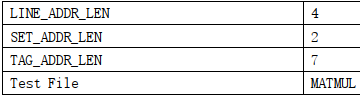 LINE_ADDR_LEN 4
SET_ADDR_LEN 2
TAG_ADDR_LEN 7
Test File MATMUL